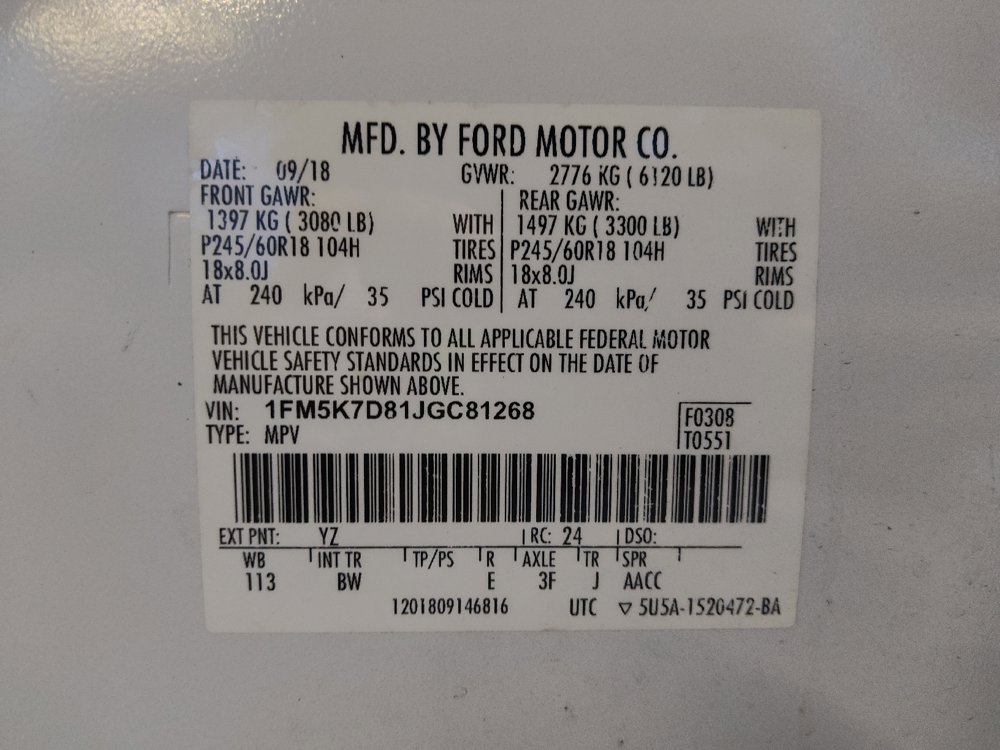 MFD. BY FORD MOTOR CO.
DATE: 09/18 GVWR: 2776 KG ( 6120 LB)
FRONT GAWR: REAR GAWR:
1397 KG ( 3080 LB) WITH 1497 KG ( 3300 LB) WITH
P245/60R18 104H TIRES P245/60R18 104H TIRES
18x8.0J RIMS 18x8.0J RIMS
AT 240 kPa/ 35 PSI COLD AT 240 kPa/ 35 PSI COLD
THIS VEHICLE CONFORMS TO ALL APPLICABLE FEDERAL MOTOR
VEHICLE SAFETY STANDARDS IN EFFECT ON THE DATE OF
MANUFACTURE SHOWN ABOVE.
VIN: 1FM5K7D81JGC81268 F0308
TYPE: MPV T0551
EXT PNT: YZ RC: 24 DSO:
WB INT TR TP/PS R AXLE TR SPR
113 BW E 3F J AACC
1201809146816 UTC ▽ 5U5A-1520472-BA